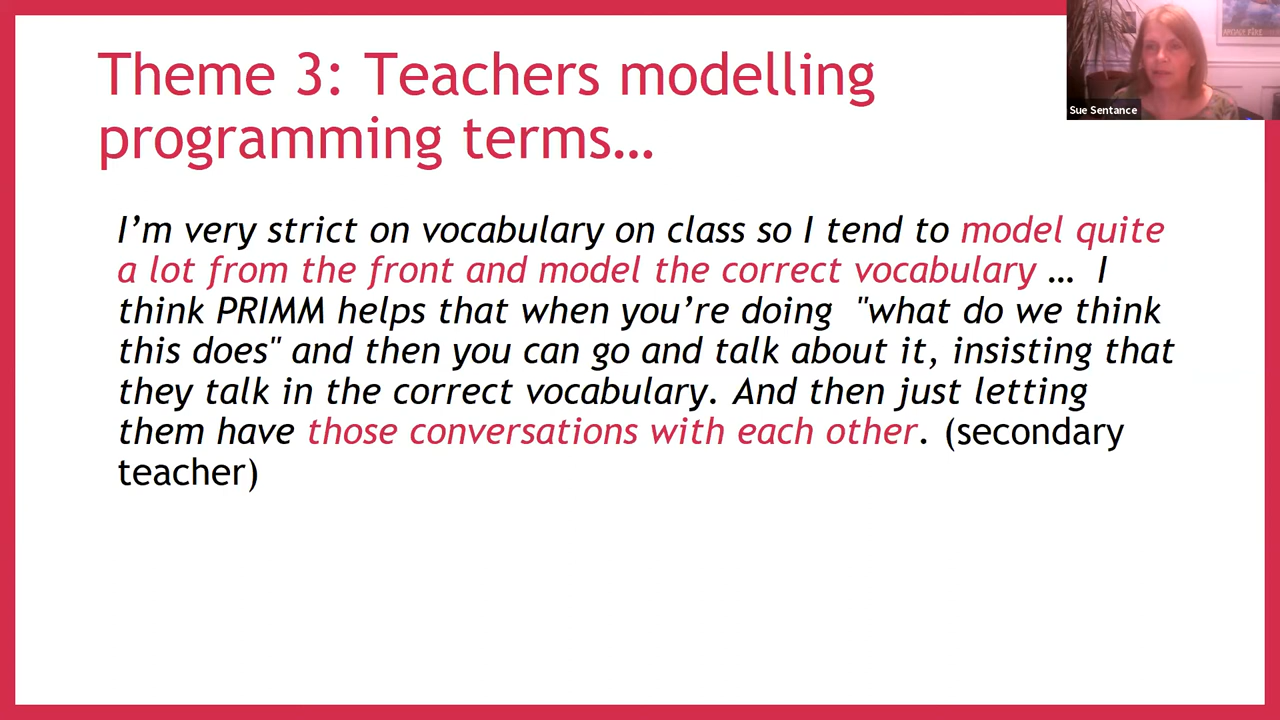 Theme 3: Teachers modelling
programming terms…
Sue Sentance
I’m very strict on vocabulary on class so I tend to model quite
a lot from the front and model the correct vocabulary … I
think PRIMM helps that when you’re doing "what do we think
this does" and then you can go and talk about it, insisting that
they talk in the correct vocabulary. And then just letting
them have those conversations with each other. (secondary
teacher)